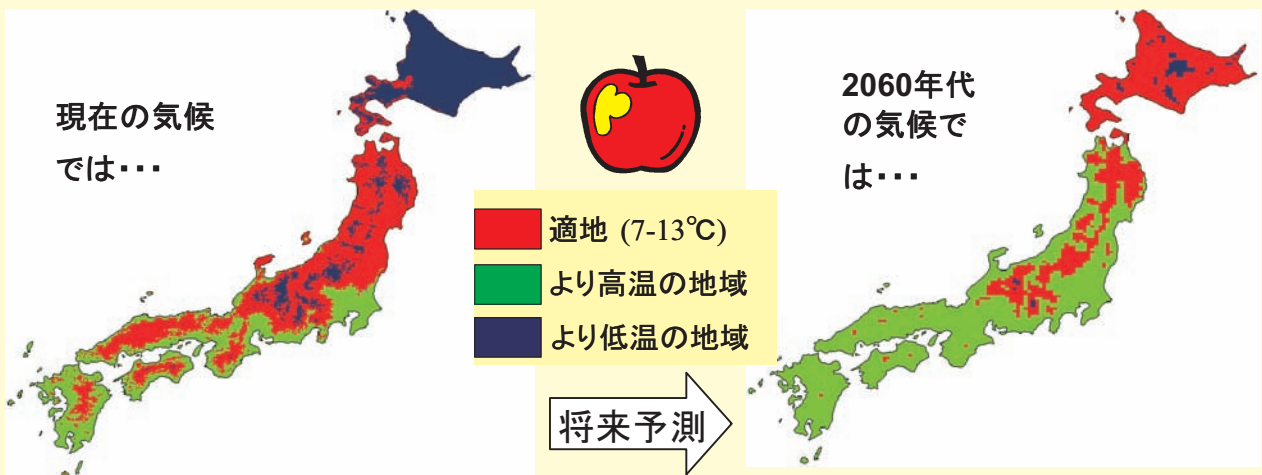 現在の気候
では・・・
2060年代
の気候で
は・・・
適地 (7-13℃)
より高温の地域
より低温の地域
将来予測